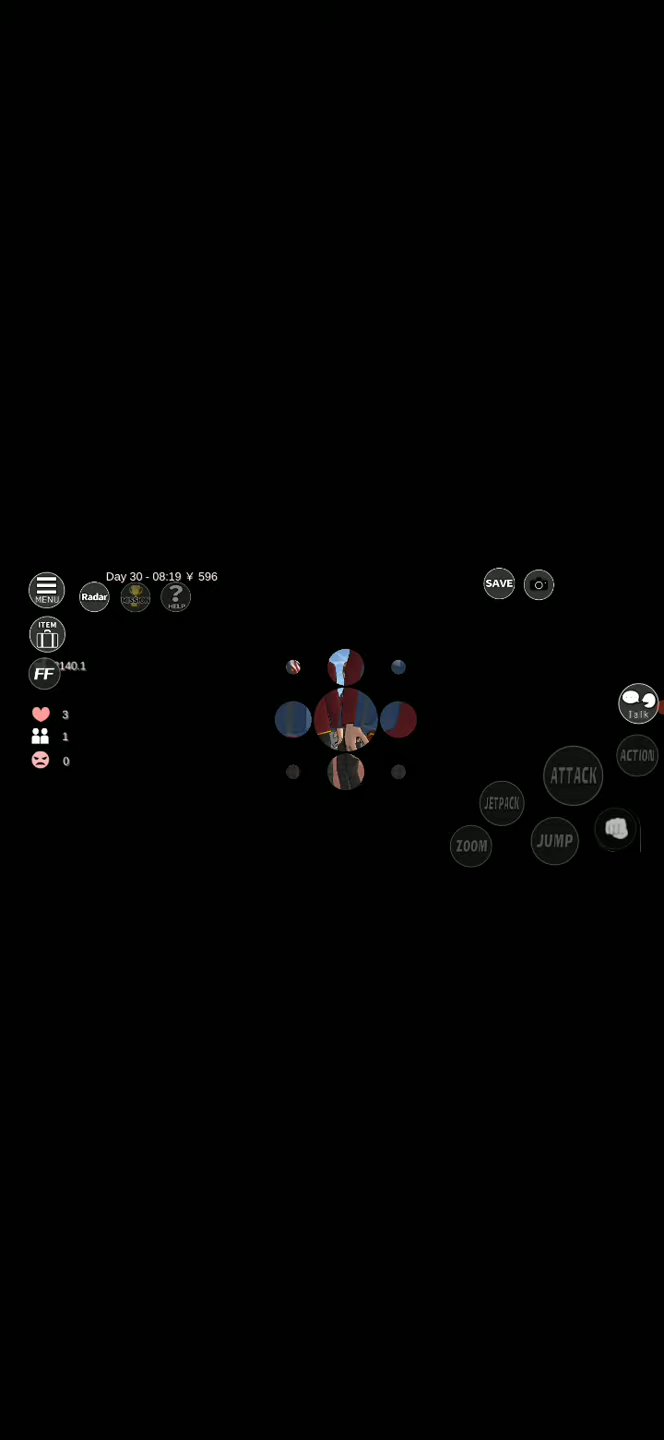 Day 30 - 08:19 ¥ 596
SAVE
MENU
Radar
MISSION
HELP
ITEM
FF
140.1
3
1
0
Talk
ACTION
ATTACK
JETPACK
ZOOM
JUMP